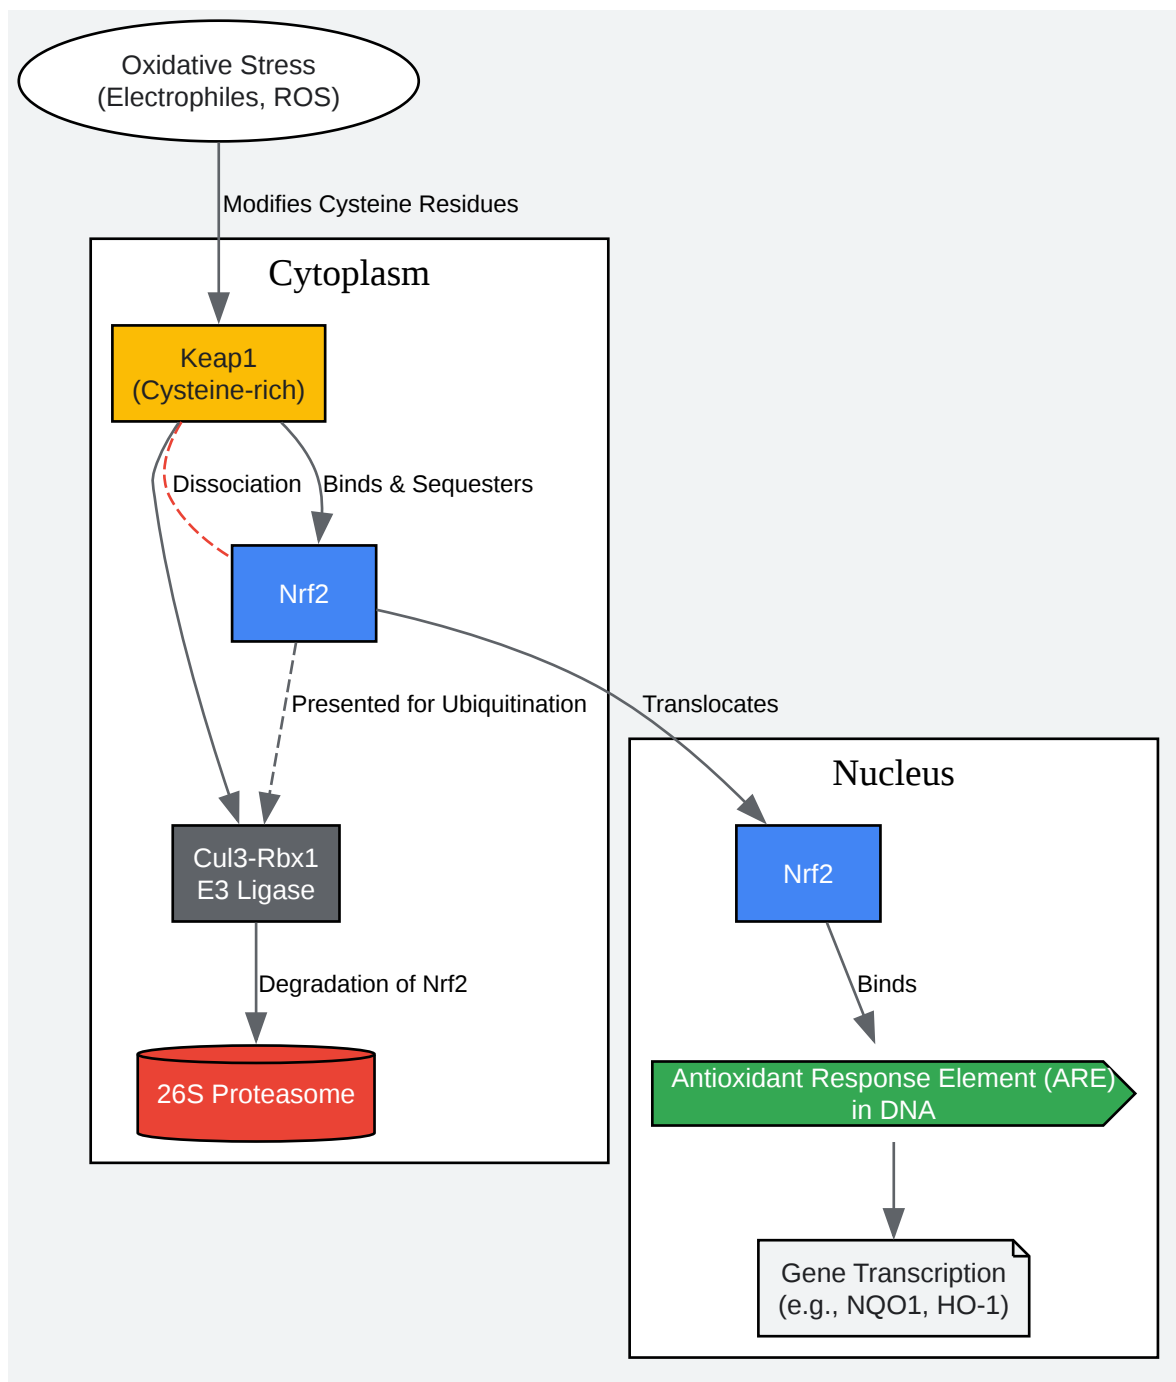 Oxidative Stress
(Electrophiles, ROS)
Modifies Cysteine Residues
Cytoplasm
Keap1
(Cysteine-rich)
Dissociation
Binds & Sequesters
Nrf2
Presented for Ubiquitination
Translocates
Cul3-Rbx1
E3 Ligase
Degradation of Nrf2
26S Proteasome
Nucleus
Nrf2
Binds
Antioxidant Response Element (ARE)
in DNA
Gene Transcription
(e.g., NQO1, HO-1)